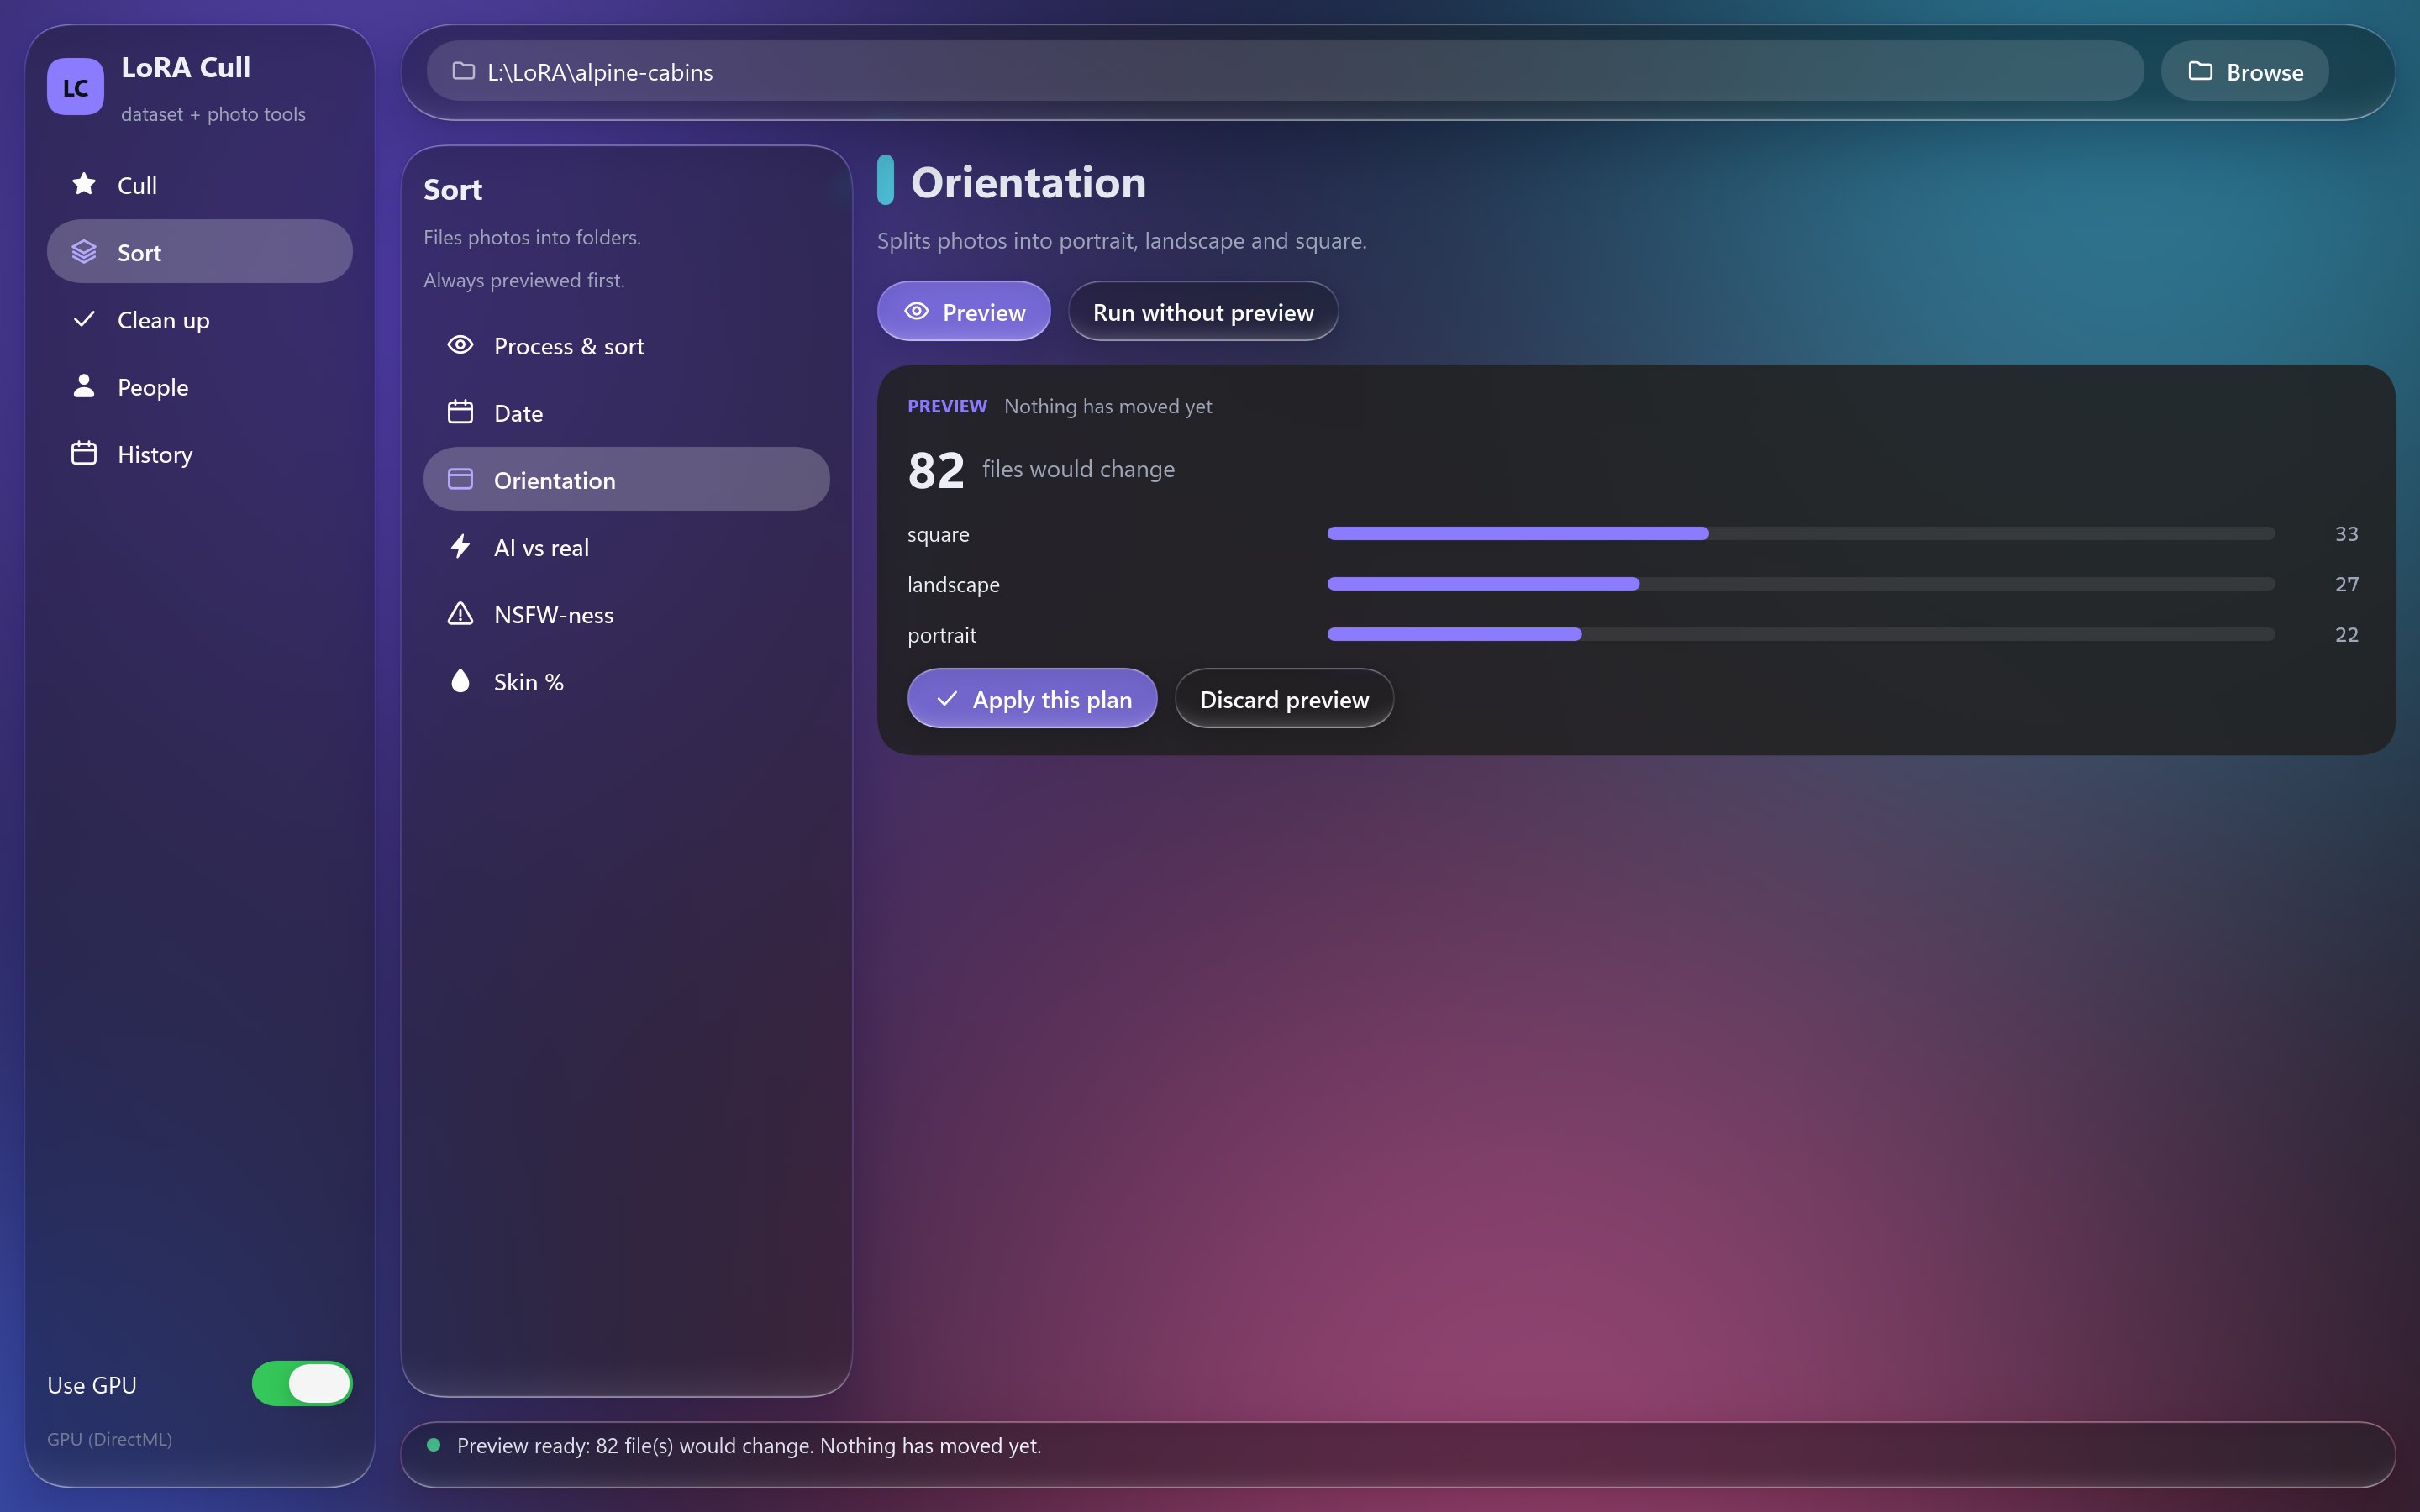 LC
LoRA Cull
dataset + photo tools
Cull
Sort
Clean up
People
History
Use GPU
GPU (DirectML)
L:\LoRA\alpine-cabins
Browse
Sort
Files photos into folders.
Always previewed first.
Process & sort
Date
Orientation
AI vs real
NSFW-ness
Skin %
Orientation
Splits photos into portrait, landscape and square.
Preview
Run without preview
PREVIEW Nothing has moved yet
82 files would change
square 33
landscape 27
portrait 22
Apply this plan
Discard preview
Preview ready: 82 file(s) would change. Nothing has moved yet.